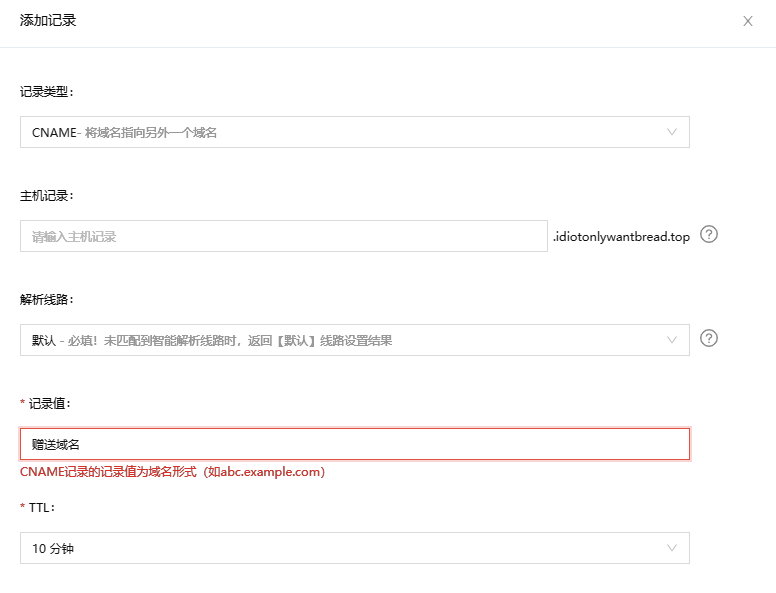 添加记录
记录类型：
CNAME- 将域名指向另外一个域名
主机记录：
请输入主机记录
.idiotonlywantbread.top
解析线路：
默认 - 必填！未匹配到智能解析线路时，返回【默认】线路设置结果
* 记录值：
赠送域名
CNAME记录的记录值为域名形式（如abc.example.com）
* TTL：
10 分钟